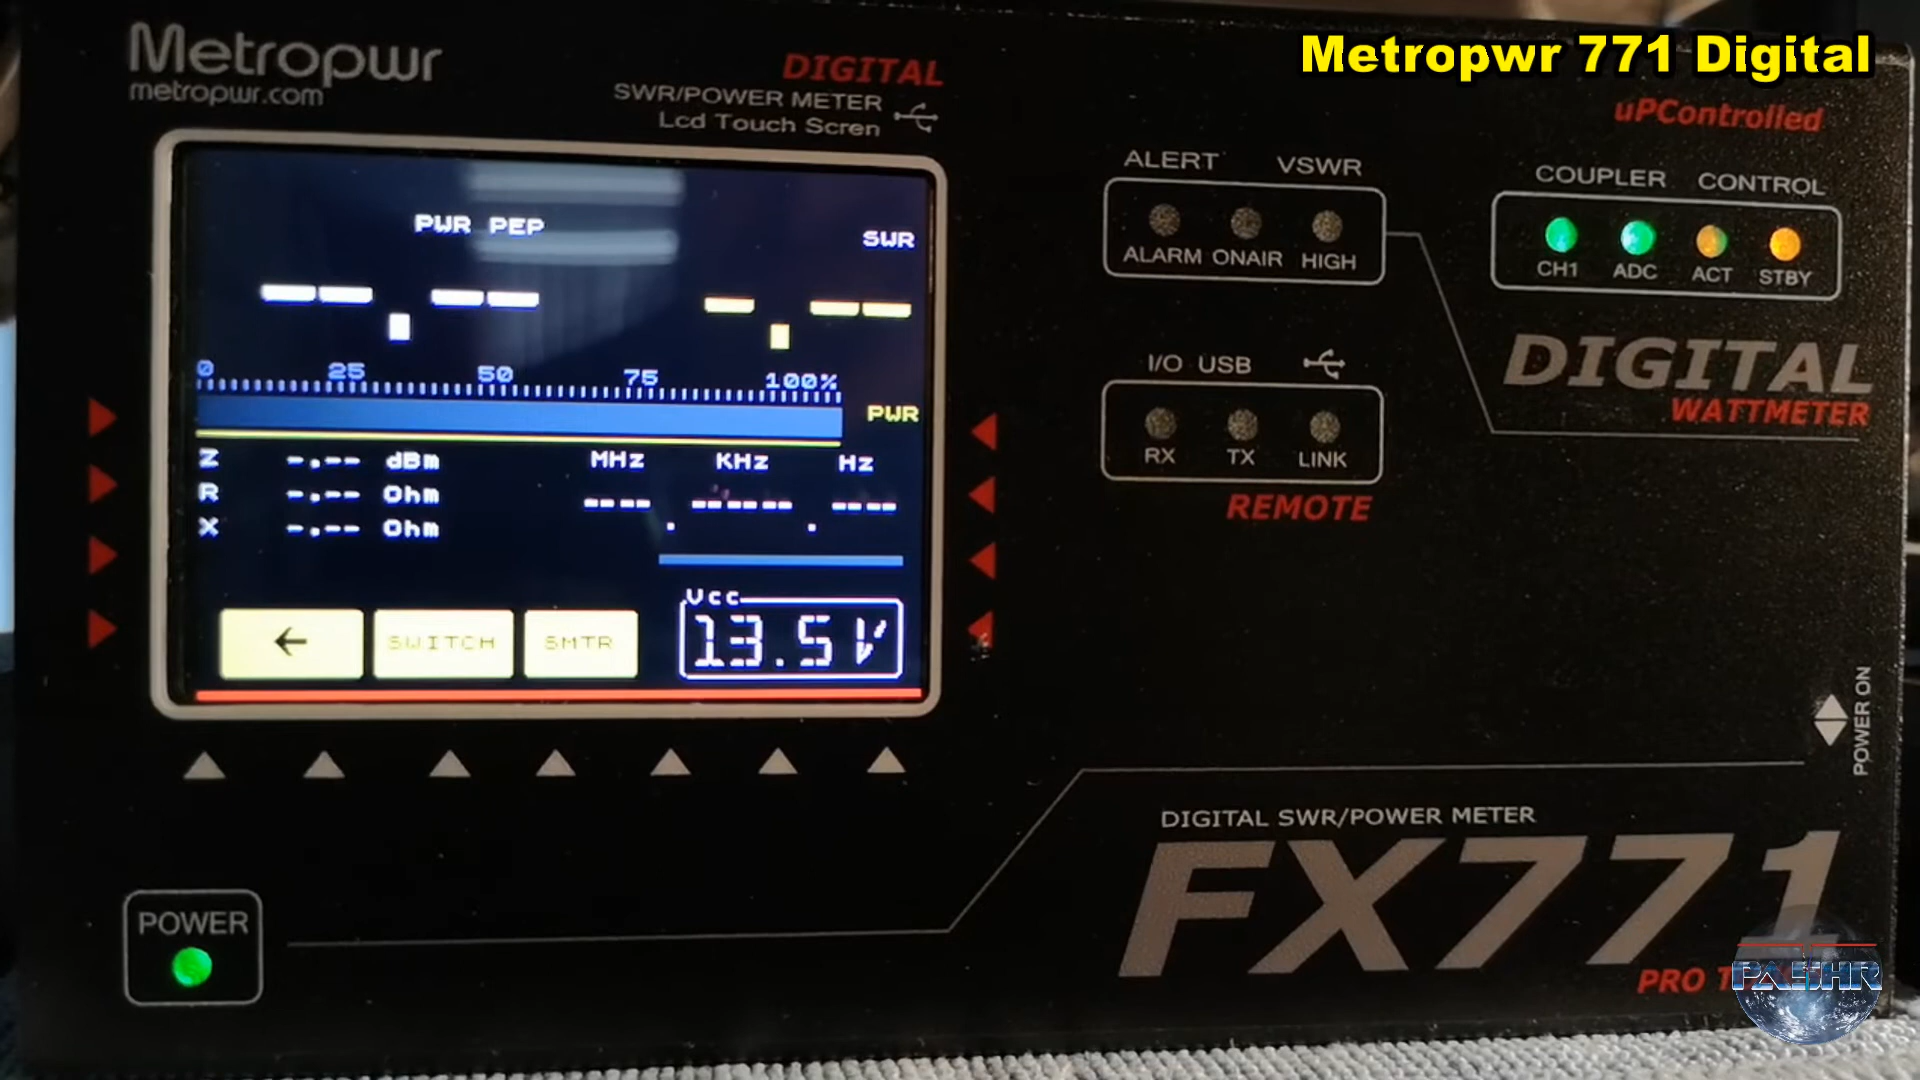 Metropwr 771 Digital
Metropwr
metropwr.com
DIGITAL
SWR/POWER METER
Lcd Touch Scren
uPControlled
ALERT VSWR
ALARM ONAIR HIGH
COUPLER CONTROL
CH1 ADC ACT STBY
DIGITAL
WATTMETER
I/O USB
RX TX LINK
REMOTE
PWR PEP
SWR
-- . --
- . --
0 25 50 75 100%
PWR
Z -.-- dBm
R -.-- Ohm
X -.-- Ohm
MHz KHz Hz
---- . ------ . ----
← SWITCH SMTR
Vcc
13.5 V
POWER ON
DIGITAL SWR/POWER METER
FX771
PRO
PA5HR
POWER